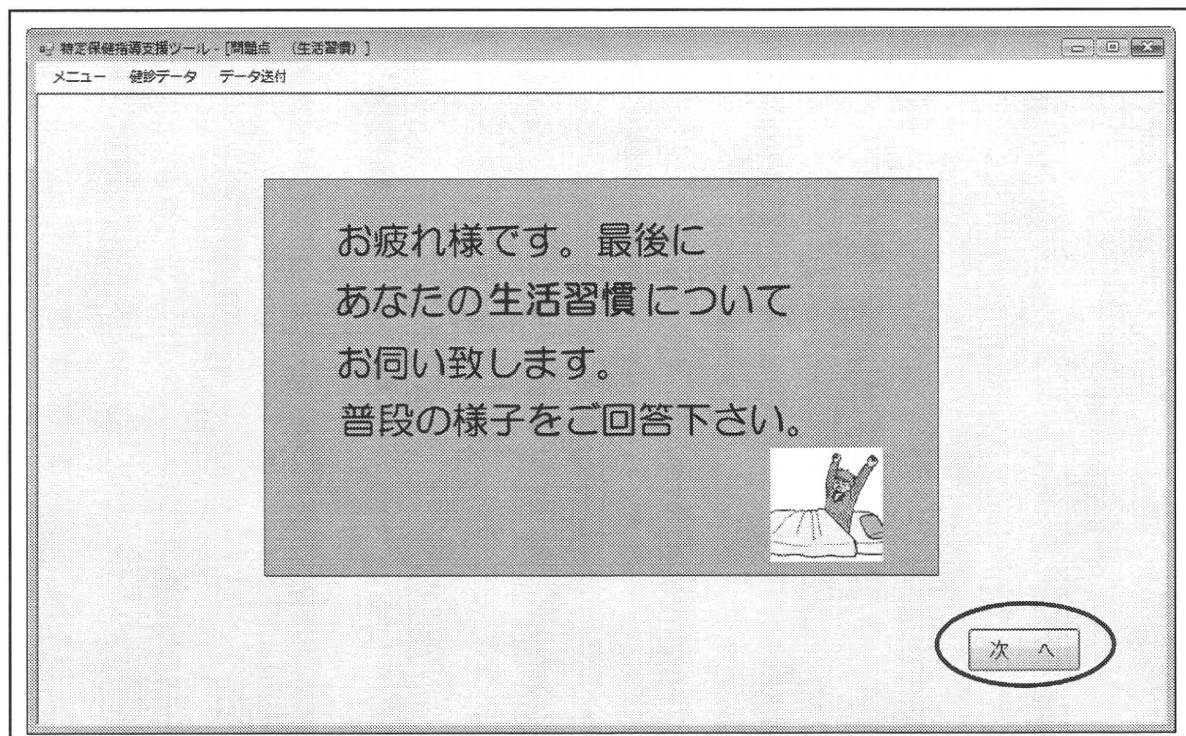 特定保健指導支援ツール - [問題点 (生活習慣) ]
メニュー 健診データ データ送付
お疲れ様です。最後に
あなたの生活習慣について
お伺い致します。
普段の様子をご回答下さい。
次 へ